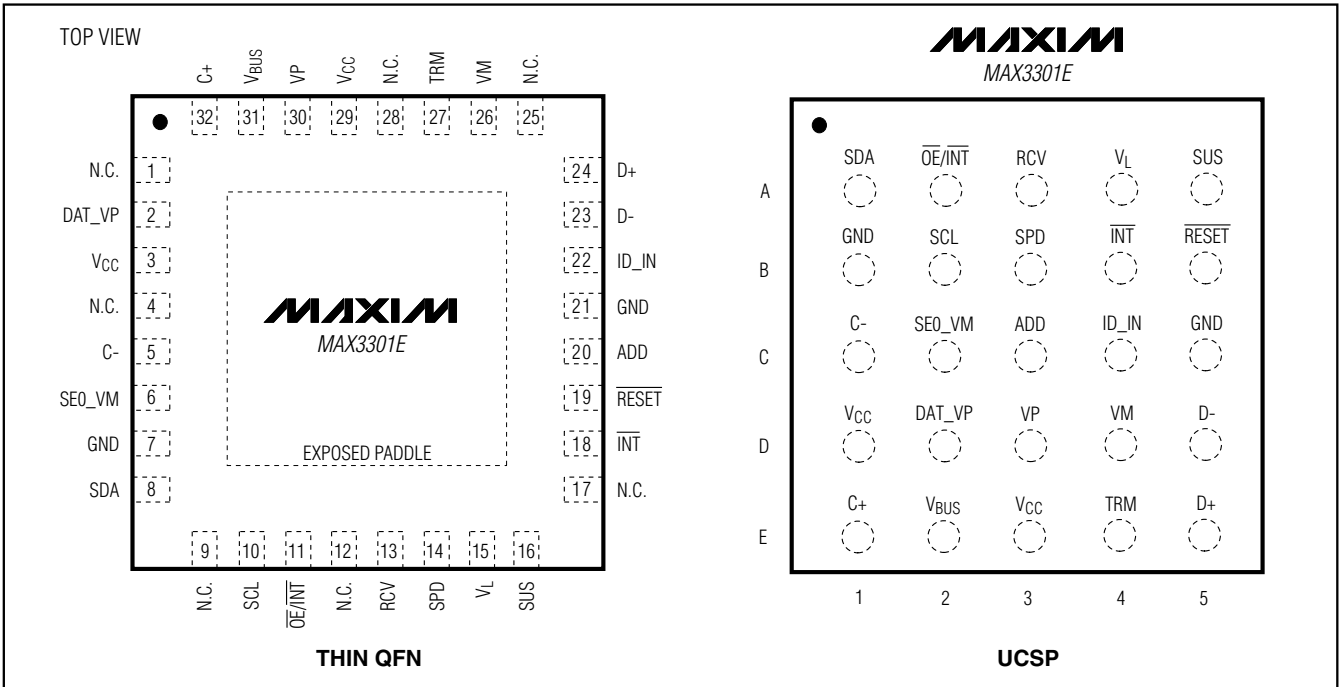 TOP VIEW
C+ VBUS VP VCC N.C. TRM VM N.C.
32 31 30 29 28 27 26 25
N.C. 1
DAT_VP 2
VCC 3
N.C. 4
C- 5
SE0_VM 6
GND 7
SDA 8
24 D+
23 D-
22 ID_IN
21 GND
20 ADD
19 RESET
18 INT
17 N.C.
MAXIM
MAX3301E
EXPOSED PADDLE
9 10 11 12 13 14 15 16
N.C. SCL OE/INT N.C. RCV SPD VL SUS
THIN QFN
MAXIM
MAX3301E
SDA OE/INT RCV VL SUS
A
GND SCL SPD INT RESET
B
C- SE0_VM ADD ID_IN GND
C
VCC DAT_VP VP VM D-
D
C+ VBUS VCC TRM D+
E
1 2 3 4 5
UCSP